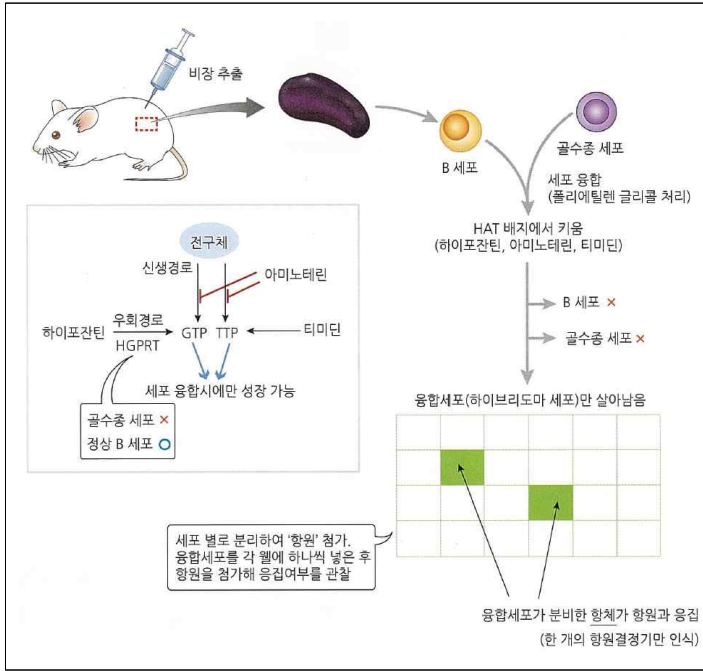 비장 추출
B 세포
골수종 세포
세포 융합
(폴리에틸렌 글리콜 처리)
HAT 배지에서 키움
(하이포잔틴, 아미노테린, 티미딘)
B 세포 ×
골수종 세포 ×
융합세포(하이브리도마 세포)만 살아남음
전구체
신생경로
아미노테린
하이포잔틴
우회경로
HGPRT
GTP TTP
티미딘
세포 융합시에만 성장 가능
골수종 세포 ×
정상 B 세포 O
세포 별로 분리하여 '항원' 첨가.
융합세포를 각 웰에 하나씩 넣은 후
항원을 첨가해 응집여부를 관찰
융합세포가 분비한 항체가 항원과 응집
(한 개의 항원결정기만 인식)